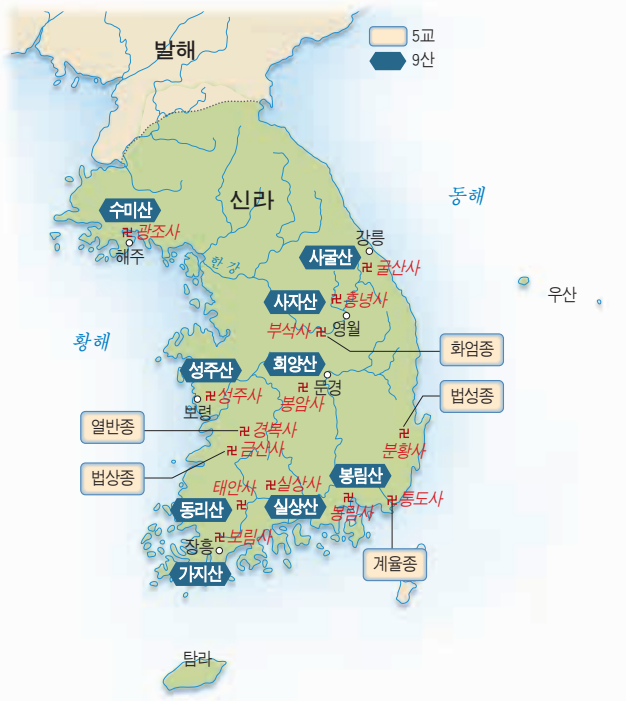 5교
9산
발해
신라
동해
수미산
광조사
해주
강릉
사굴산
굴산사
한강
우산
사자산
흥녕사
영월
부석사
화엄종
황해
성주산
희양산
문경
법성종
성주사
보령
봉암사
열반종
경복사
분황사
금산사
법상종
봉림산
태안사
실상사
통도사
동리산
실상산
봉림사
보림사
장흥
계율종
가지산
탐라